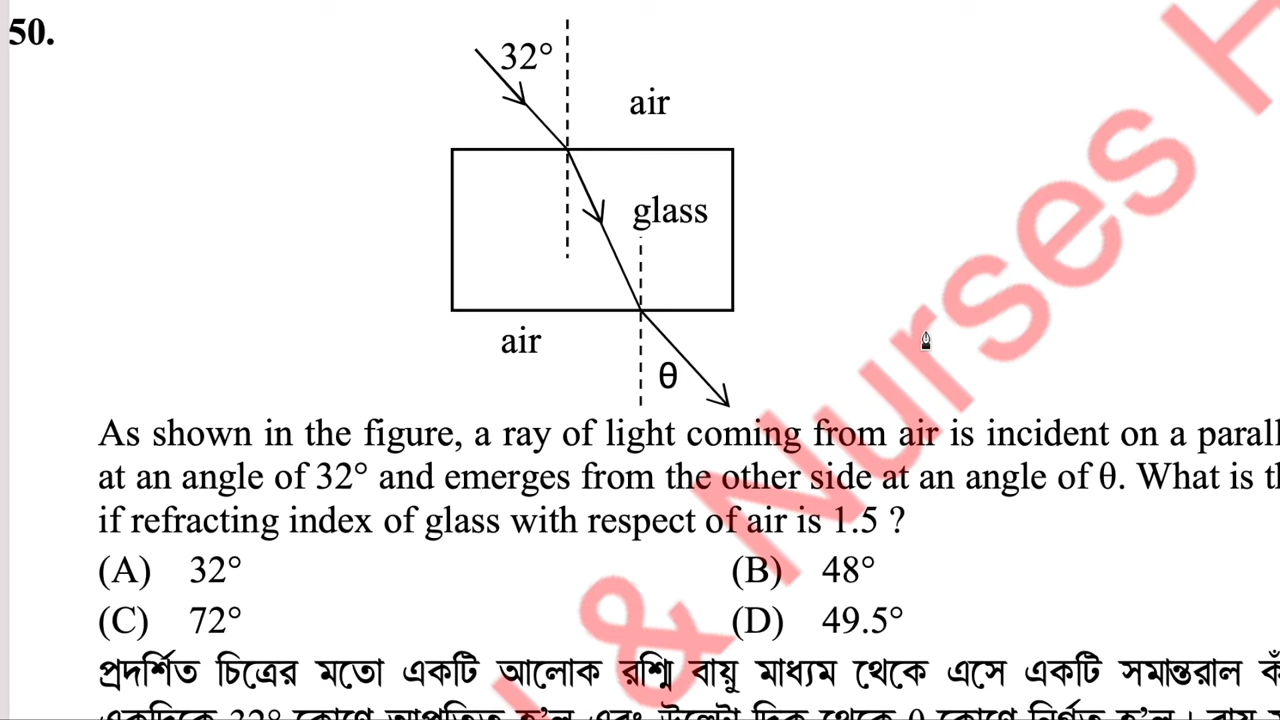 50.
32°
air
glass
air
θ
As shown in the figure, a ray of light coming from air is incident on a
at an angle of 32° and emerges from the other side at an angle of θ. What is
if refracting index of glass with respect of air is 1.5 ?
(A) 32° (B) 48°
(C) 72° (D) 49.5°
প্রদর্শিত চিত্রের মতো একটি আলোক রশ্মি বায়ু মাধ্যম থেকে এসে একটি সমান্তরাল
& Nurses